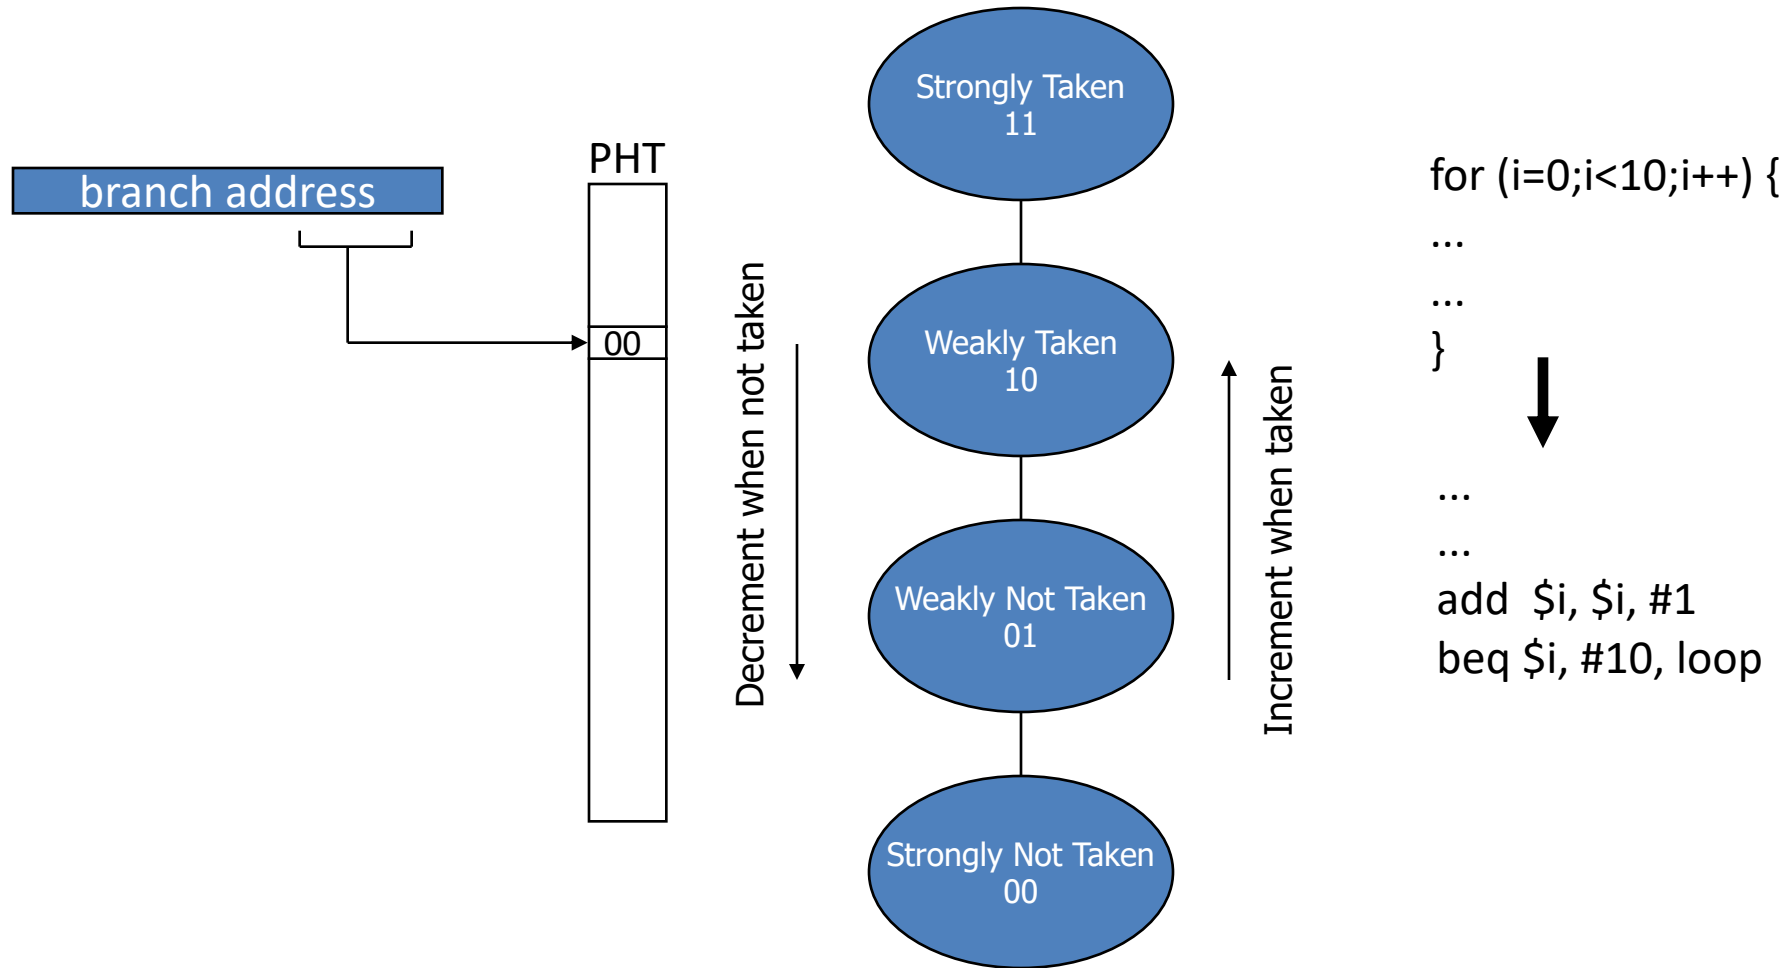 branch address
PHT
00
Decrement when not taken
Strongly Taken
11
Weakly Taken
10
Weakly Not Taken
01
Strongly Not Taken
00
Increment when taken
for (i=0;i<10;i++) {
...
...
}
...
...
add $i, $i, #1
beq $i, #10, loop